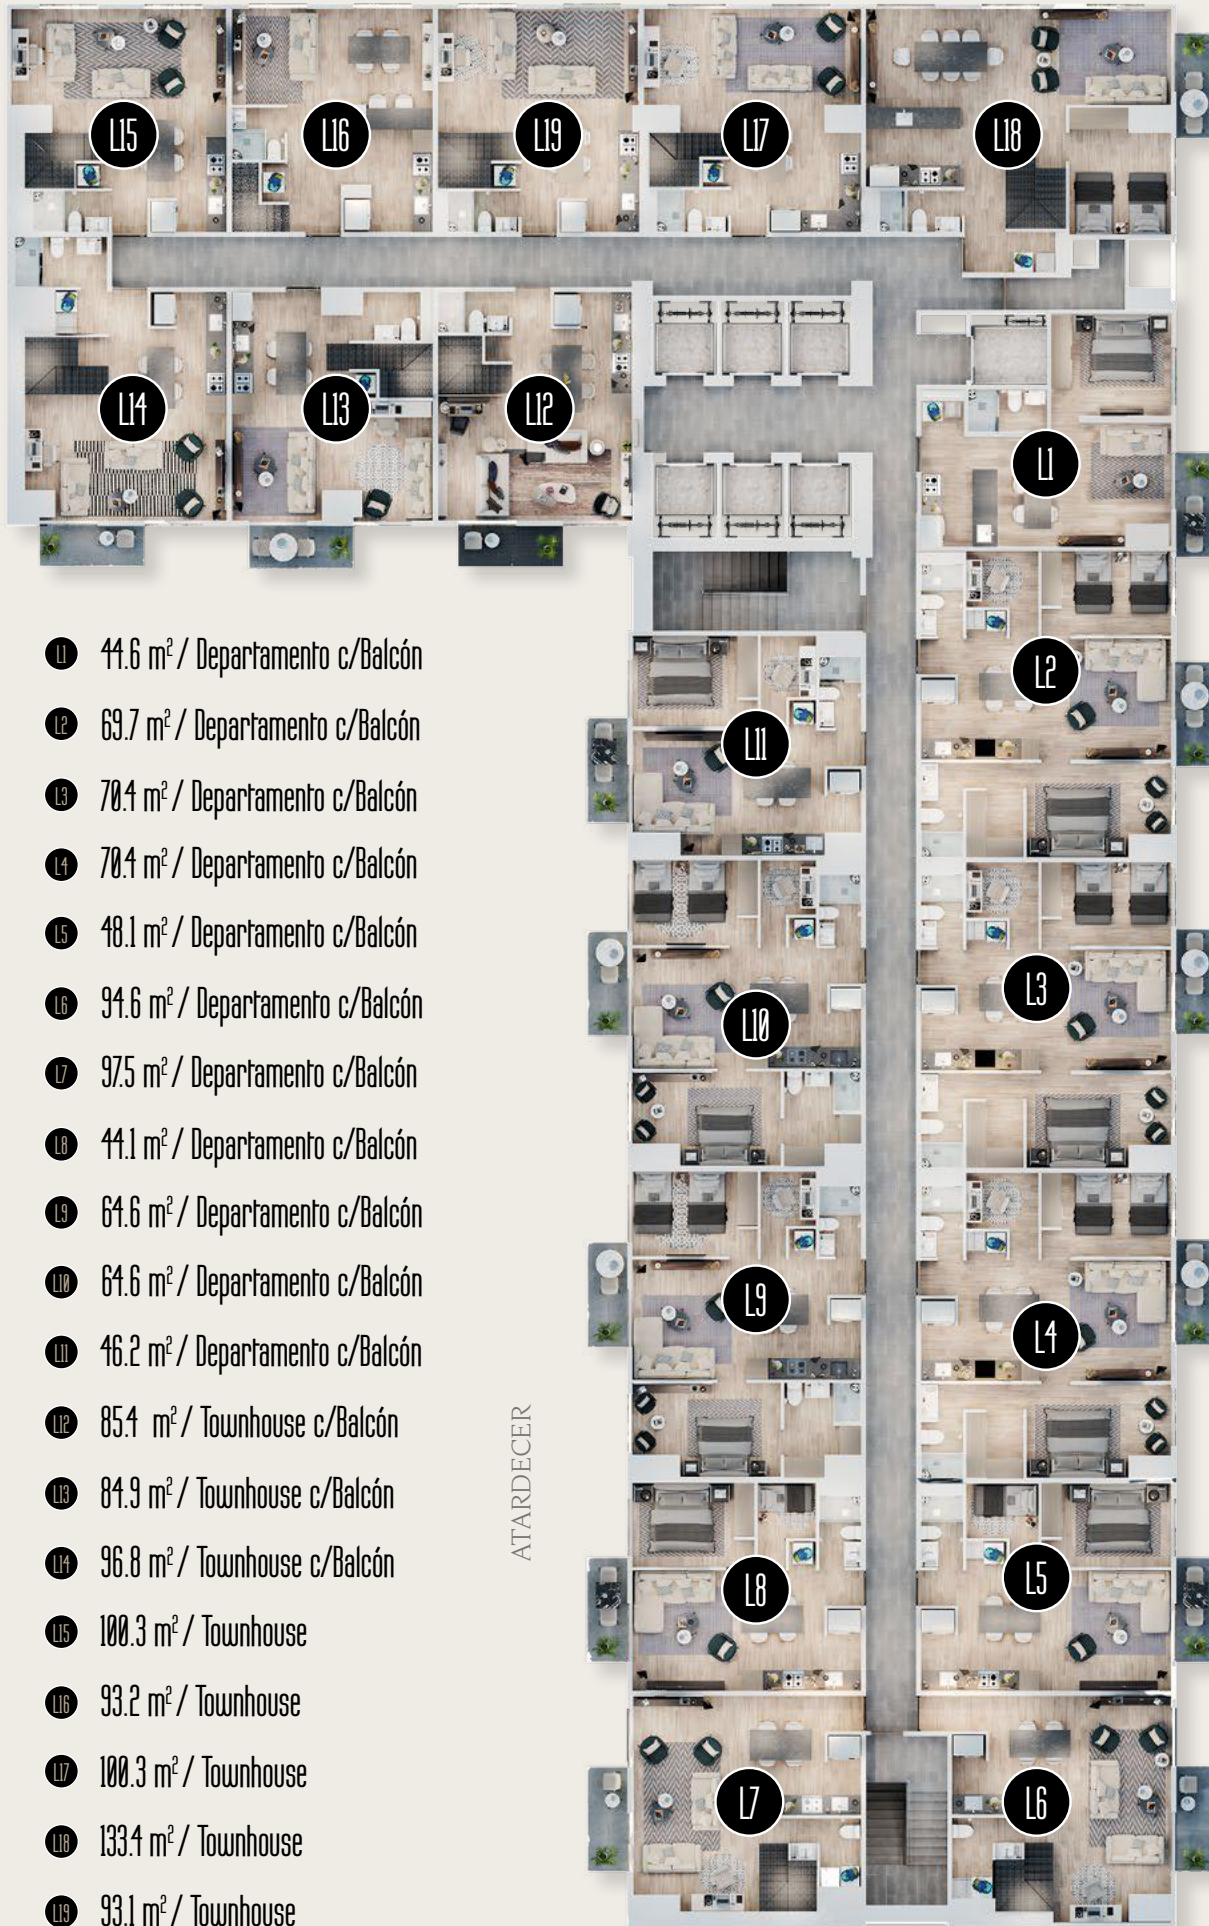 L15
L16
L19
L17
L18
L14
L13
L12
L1
L2
L11
L3
L10
L9
L4
L8
L5
L7
L6
L1 44.6 m² / Departamento c/Balcón
L2 69.7 m² / Departamento c/Balcón
L3 70.4 m² / Departamento c/Balcón
L4 70.4 m² / Departamento c/Balcón
L5 48.1 m² / Departamento c/Balcón
L6 94.6 m² / Departamento c/Balcón
L7 97.5 m² / Departamento c/Balcón
L8 44.1 m² / Departamento c/Balcón
L9 64.6 m² / Departamento c/Balcón
L10 64.6 m² / Departamento c/Balcón
L11 46.2 m² / Departamento c/Balcón
L12 85.4 m² / Townhouse c/Balcón
L13 84.9 m² / Townhouse c/Balcón
L14 96.8 m² / Townhouse c/Balcón
L15 100.3 m² / Townhouse
L16 93.2 m² / Townhouse
L17 100.3 m² / Townhouse
L18 133.4 m² / Townhouse
L19 93.1 m² / Townhouse
ATARDECER